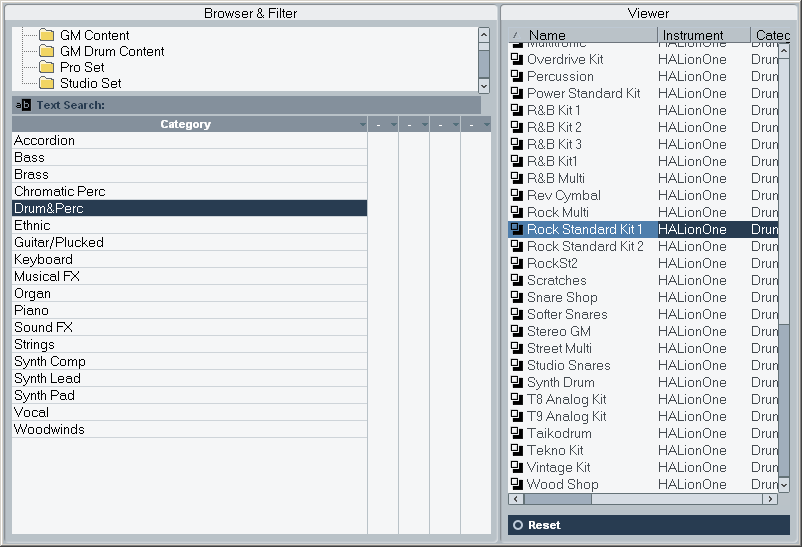 Browser & Filter
GM Content
GM Drum Content
Pro Set
Studio Set
ab Text Search:
Category - - - -
Accordion
Bass
Brass
Chromatic Perc
Drum&Perc
Ethnic
Guitar/Plucked
Keyboard
Musical FX
Organ
Piano
Sound FX
Strings
Synth Comp
Synth Lead
Synth Pad
Vocal
Woodwinds
Viewer
/ Name Instrument Categ
Multitronic HALionOne Drun
Overdrive Kit HALionOne Drun
Percussion HALionOne Drun
Power Standard Kit HALionOne Drun
R&B Kit 1 HALionOne Drun
R&B Kit 2 HALionOne Drun
R&B Kit 3 HALionOne Drun
R&B Kit1 HALionOne Drun
R&B Multi HALionOne Drun
Rev Cymbal HALionOne Drun
Rock Multi HALionOne Drun
Rock Standard Kit 1 HALionOne Drun
Rock Standard Kit 2 HALionOne Drun
RockSt2 HALionOne Drun
Scratches HALionOne Drun
Snare Shop HALionOne Drun
Softer Snares HALionOne Drun
Stereo GM HALionOne Drun
Street Multi HALionOne Drun
Studio Snares HALionOne Drun
Synth Drum HALionOne Drun
T8 Analog Kit HALionOne Drun
T9 Analog Kit HALionOne Drun
Taikodrum HALionOne Drun
Tekno Kit HALionOne Drun
Vintage Kit HALionOne Drun
Wood Shop HALionOne Drun
Reset